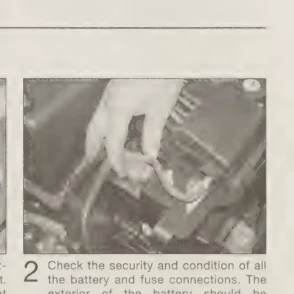 2 Check the security and condition of all
t. the battery and fuse connections. The
exterior of the battery should be